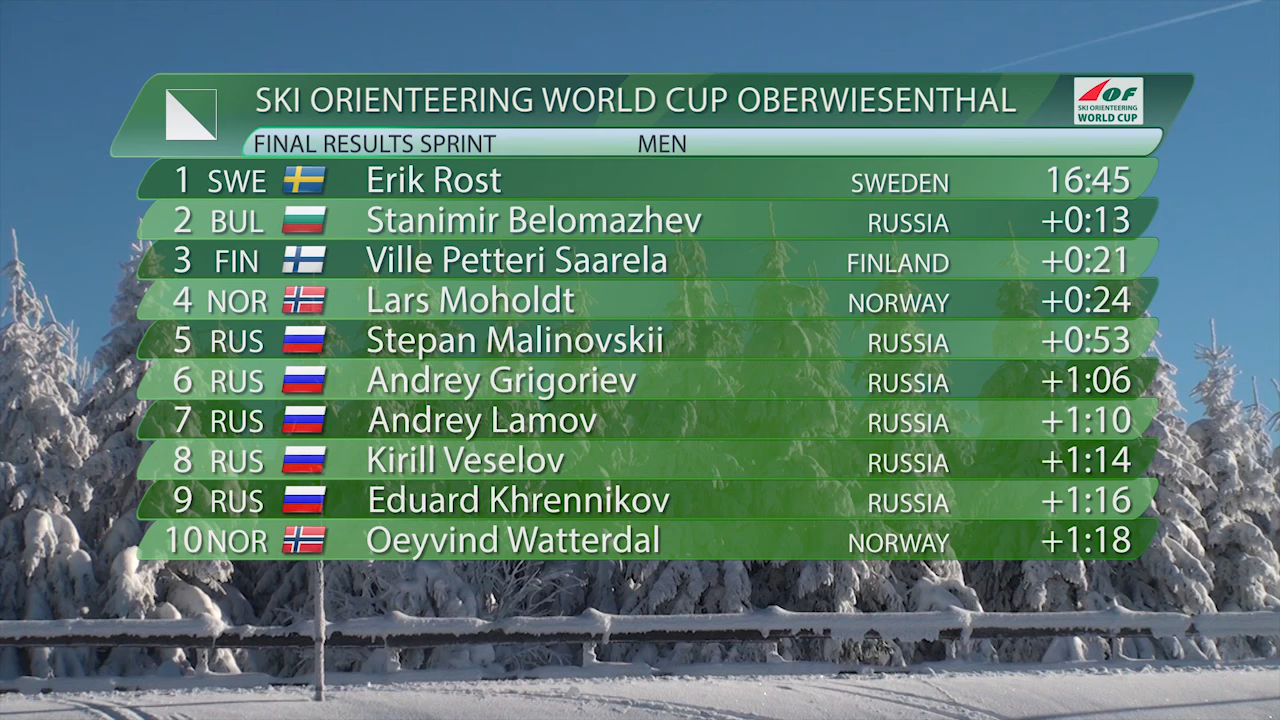 SKI ORIENTEERING WORLD CUP OBERWIESENTHAL
IOF
SKI ORIENTEERING
WORLD CUP
FINAL RESULTS SPRINT MEN
1 SWE Erik Rost SWEDEN 16:45
2 BUL Stanimir Belomazhev RUSSIA +0:13
3 FIN Ville Petteri Saarela FINLAND +0:21
4 NOR Lars Moholdt NORWAY +0:24
5 RUS Stepan Malinovskii RUSSIA +0:53
6 RUS Andrey Grigoriev RUSSIA +1:06
7 RUS Andrey Lamov RUSSIA +1:10
8 RUS Kirill Veselov RUSSIA +1:14
9 RUS Eduard Khrennikov RUSSIA +1:16
10 NOR Oeyvind Watterdal NORWAY +1:18